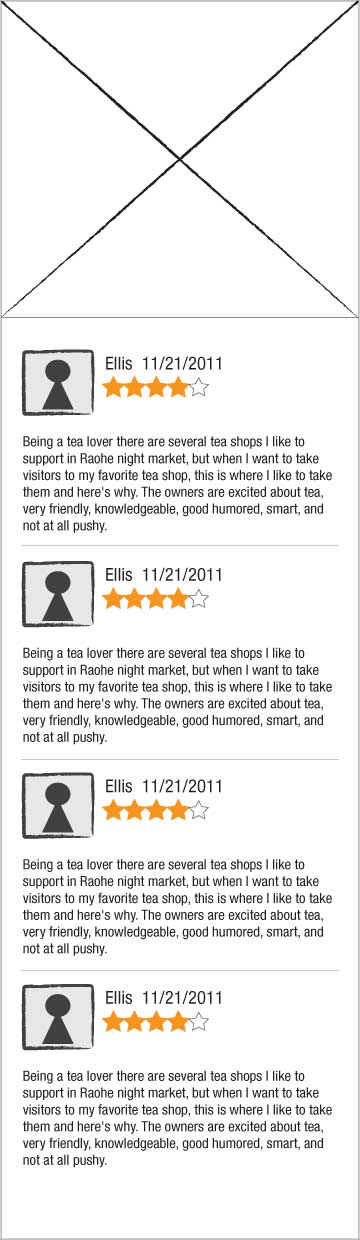 Ellis 11/21/2011
Being a tea lover there are several tea shops I like to
support in Raohe night market, but when I want to take
visitors to my favorite tea shop, this is where I like to take
them and here's why. The owners are excited about tea,
very friendly, knowledgeable, good humored, smart, and
not at all pushy.
Ellis 11/21/2011
Being a tea lover there are several tea shops I like to
support in Raohe night market, but when I want to take
visitors to my favorite tea shop, this is where I like to take
them and here's why. The owners are excited about tea,
very friendly, knowledgeable, good humored, smart, and
not at all pushy.
Ellis 11/21/2011
Being a tea lover there are several tea shops I like to
support in Raohe night market, but when I want to take
visitors to my favorite tea shop, this is where I like to take
them and here's why. The owners are excited about tea,
very friendly, knowledgeable, good humored, smart, and
not at all pushy.
Ellis 11/21/2011
Being a tea lover there are several tea shops I like to
support in Raohe night market, but when I want to take
visitors to my favorite tea shop, this is where I like to take
them and here's why. The owners are excited about tea,
very friendly, knowledgeable, good humored, smart, and
not at all pushy.